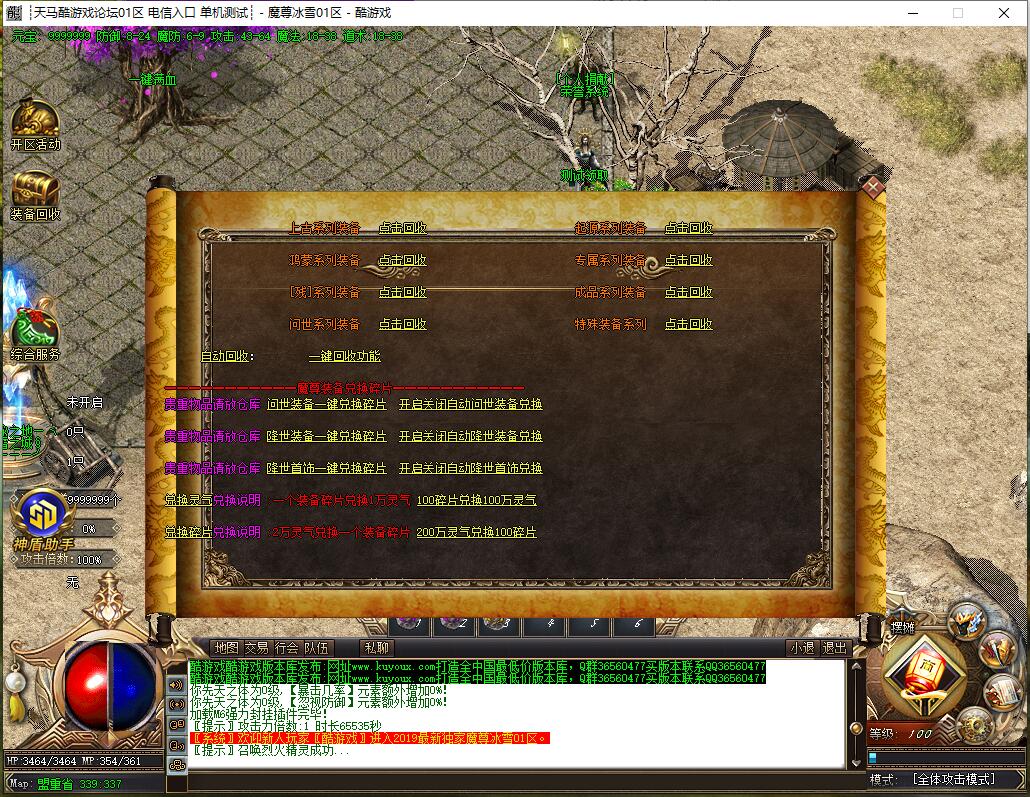 天马酷游戏论坛01区 电信入口 单机测试 - 魔尊冰雪01区 - 酷游戏
元宝: 9999999 防御:8-24 魔防:6-9 攻击:43-64 魔法:18-38 道术:18-38
一键满血
【个人捐献】
荣誉系统
开区活动
测试领取
装备回收
上古系列装备 点击回收 起源系列装备 点击回收
鸿蒙系列装备 点击回收 专属系列装备 点击回收
[残]系列装备 点击回收 成品系列装备 点击回收
问世系列装备 点击回收 特殊装备系列 点击回收
综合服务
自动回收: 一键回收功能
魔尊装备兑换碎片
未开启
贵重物品请放仓库 问世装备一键兑换碎片 开启关闭自动问世装备兑换
0只
贵重物品请放仓库 降世装备一键兑换碎片 开启关闭自动降世装备兑换
1只
贵重物品请放仓库 降世首饰一键兑换碎片 开启关闭自动降世首饰兑换
9999999个
兑换灵气兑换说明 :一个装备碎片兑换1万灵气 100碎片兑换100万灵气
: 0%
兑换碎片兑换说明 :2万灵气兑换一个装备碎片 200万灵气兑换100碎片
神盾助手
攻击倍数:100%
无
2 3 4 5 6
摆摊
地图 交易 行会 队伍 私聊 小退 退出
商
酷游戏酷游戏版本库发布:网址www.kuyoux.com打造全中国最低价版本库，Q群36560477买版本联系QQ36560477
酷游戏酷游戏版本库发布:网址www.kuyoux.com打造全中国最低价版本库，Q群36560477买版本联系QQ36560477
你先天之体为0级,【暴击几率】元素额外增加0%!
你先天之体为0级,【忽视防御】元素额外增加0%!
加载M6强力封挂插件完毕!
〖提示〗攻击力倍数:1 时长65535秒
〖系统〗欢迎新人玩家〖酷游戏〗进入2019最新独家魔尊冰雪01区。
〖提示〗召唤烈火精灵成功...
等级: 100
HP:3464/3464 MP:354/361
Map: 盟重省 339:337
模式: [全体攻击模式]